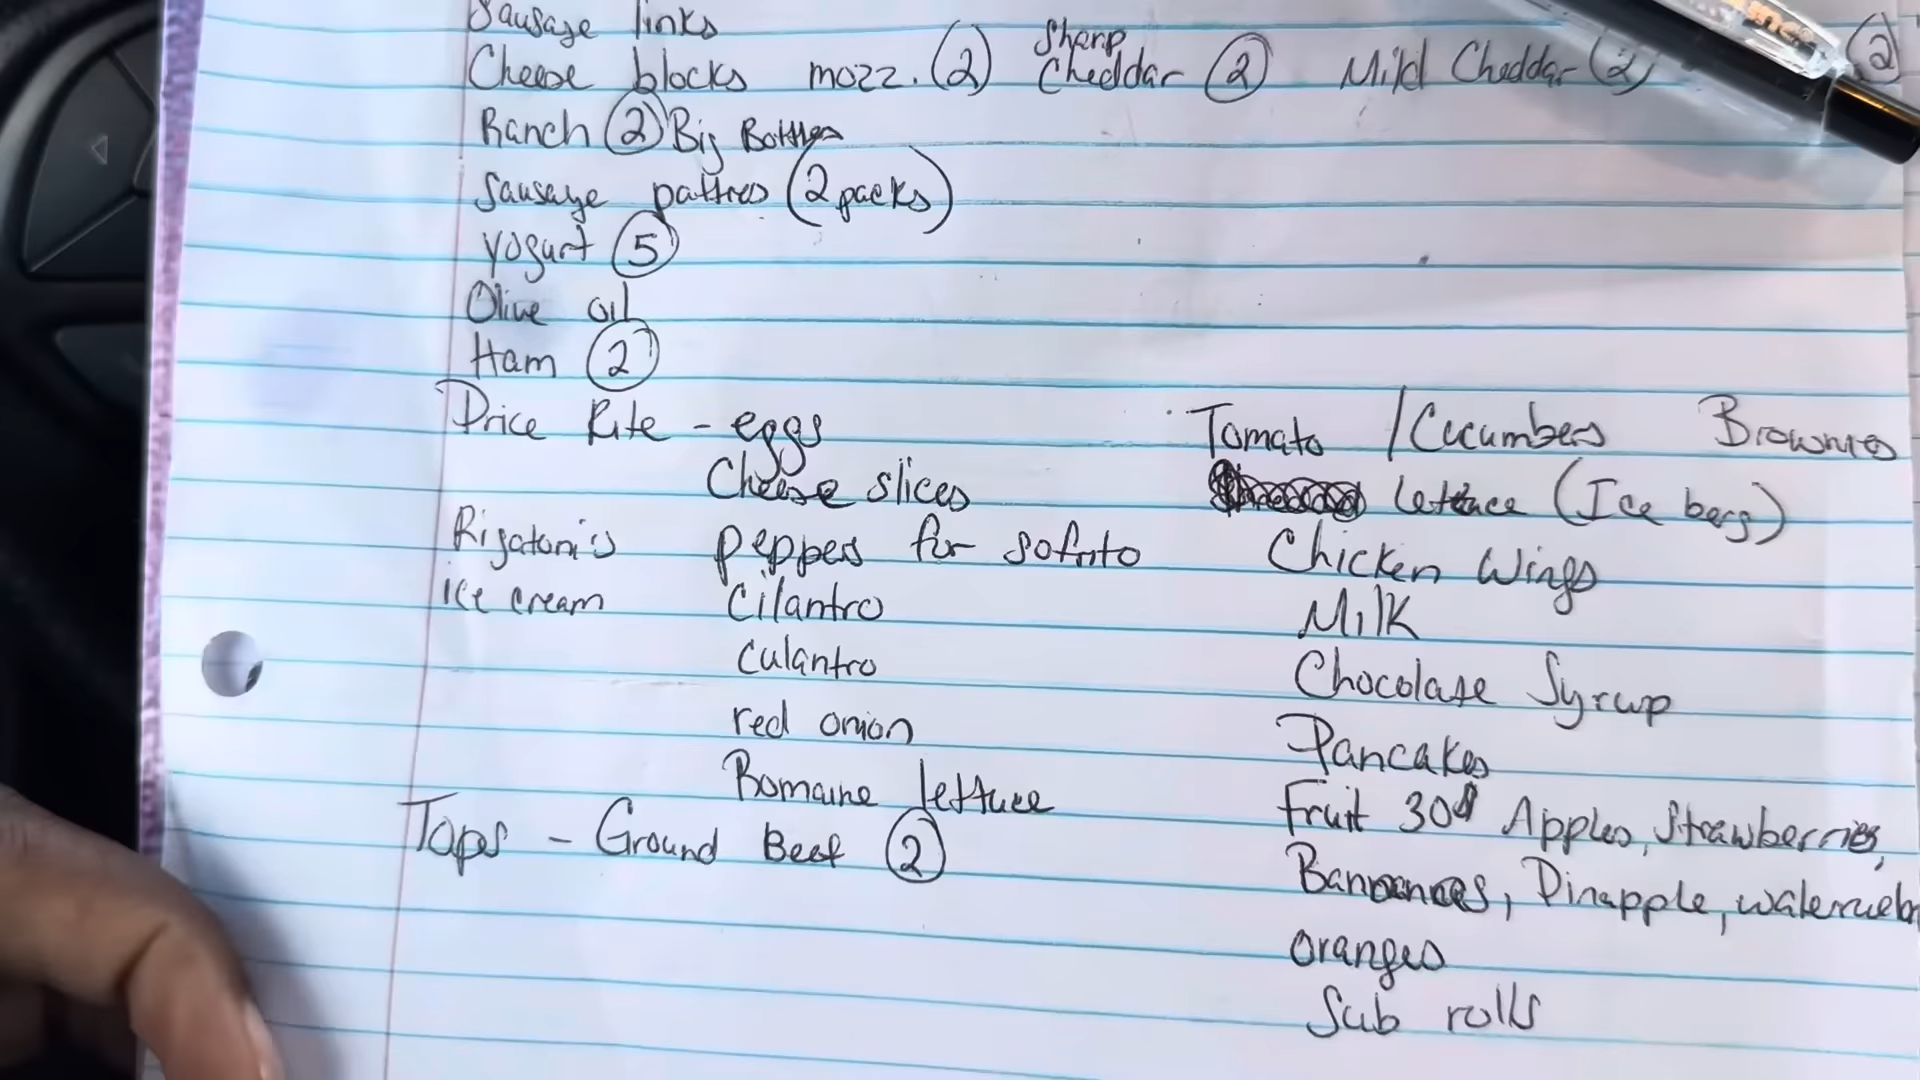 Sausage links
Cheese blocks mozz. (2) Sharp Cheddar (2) Mild Cheddar (2) (2)
Ranch (2) Big Bottles
Sausage patties (2 packs)
Yogurt (5)
Olive oil
Ham (2)
Price Rite - eggs
Cheese slices
Rigatoni's peppers for sofrito
ice cream Cilantro
Culantro
red onion
Romaine lettuce
Tops - Ground Beef (2)
Tomato / Cucumbers Brownies
lettuce (Ice berg)
Chicken Wings
Milk
Chocolate Syrup
Pancakes
Fruit 30$ Apples, Strawberries,
Bananas, Pinapple, watermelon
oranges
Sub rolls